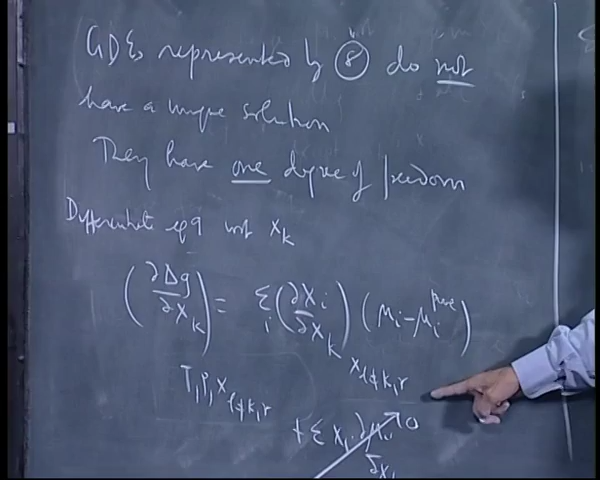 GDEs represented by ⑧ do not
have a unique solution
They have one degree of freedom
Differentiate eq 9 wrt x_k
(∂Δg/∂x_k)_{T,P,x_{l≠k,r}} = Σ_i (∂x_i/∂x_k)_{x_{l≠k,r}} (μ_i − μ_i^{pure})
+ Σ x_i ∂μ_i/∂x_k → 0